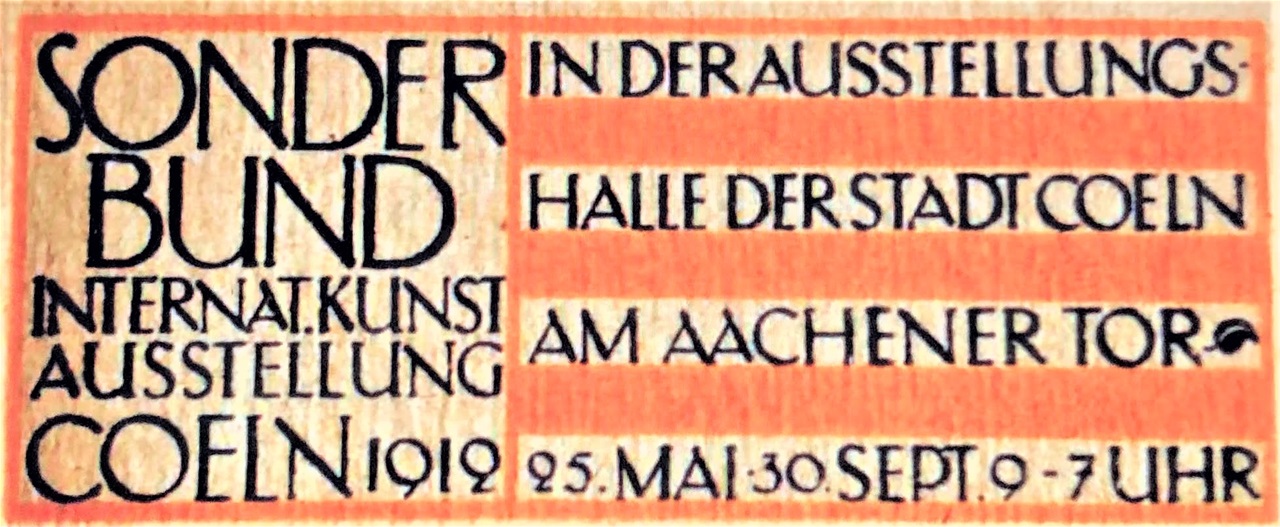 SONDER
BUND
INTERNAT.KUNST
AUSSTELLUNG
COELN 1912
IN DER AUSSTELLUNGS-
HALLE DER STADT COELN
AM AACHENER TOR
25. MAI-30. SEPT. 9-7 UHR